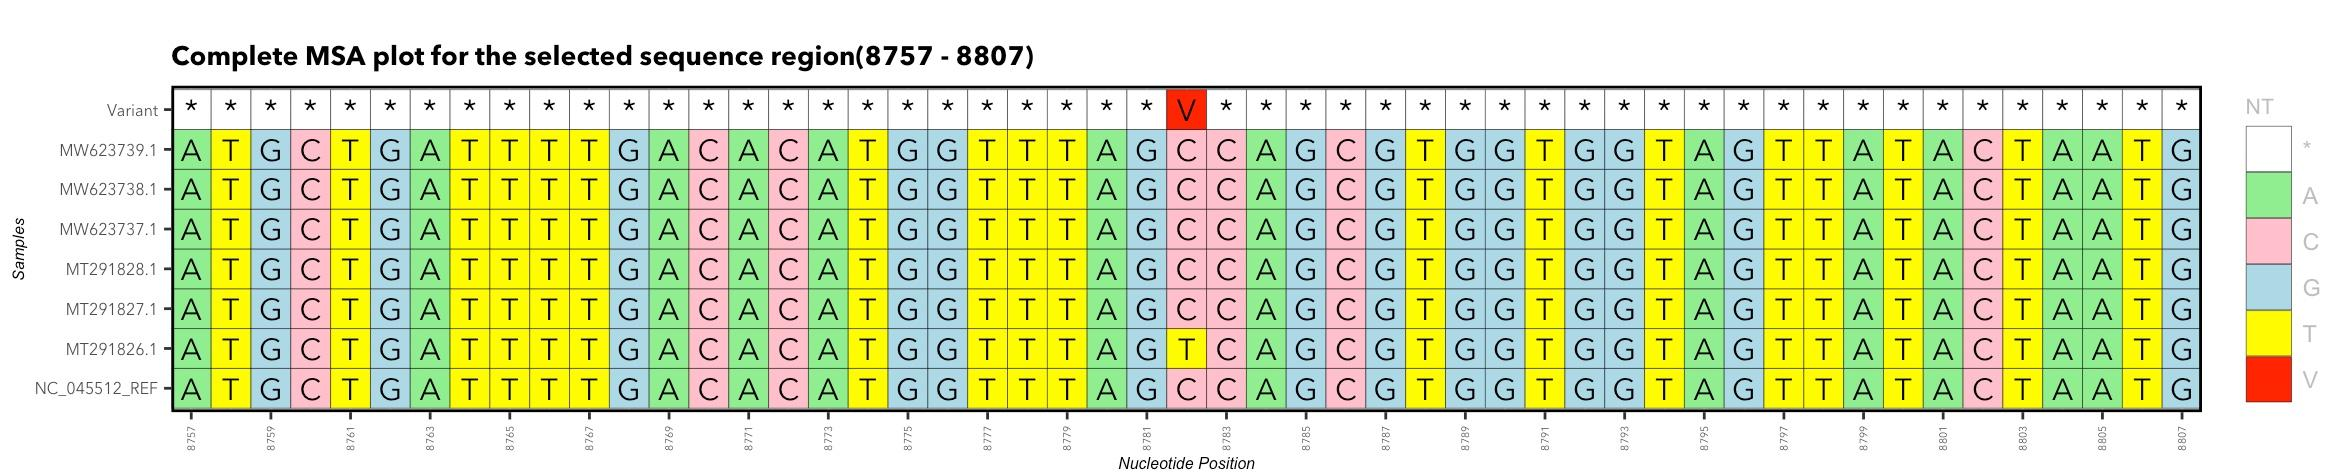 Complete MSA plot for the selected sequence region(8757 - 8807)
Variant * * * * * * * * * * * * * * * * * * * * * * * * * V * * * * * * * * * * * * * * * * * * * * * * * * *
MW623739.1 A T G C T G A T T T T G A C A C A T G G T T T A G C C A G C G T G G T G G T A G T T A T A C T A A T G
MW623738.1 A T G C T G A T T T T G A C A C A T G G T T T A G C C A G C G T G G T G G T A G T T A T A C T A A T G
MW623737.1 A T G C T G A T T T T G A C A C A T G G T T T A G C C A G C G T G G T G G T A G T T A T A C T A A T G
MT291828.1 A T G C T G A T T T T G A C A C A T G G T T T A G C C A G C G T G G T G G T A G T T A T A C T A A T G
MT291827.1 A T G C T G A T T T T G A C A C A T G G T T T A G C C A G C G T G G T G G T A G T T A T A C T A A T G
MT291826.1 A T G C T G A T T T T G A C A C A T G G T T T A G T C A G C G T G G T G G T A G T T A T A C T A A T G
NC_045512_REF A T G C T G A T T T T G A C A C A T G G T T T A G C C A G C G T G G T G G T A G T T A T A C T A A T G
8757 8759 8761 8763 8765 8767 8769 8771 8773 8775 8777 8779 8781 8783 8785 8787 8789 8791 8793 8795 8797 8799 8801 8803 8805 8807
Nucleotide Position
Samples
NT
*
A
C
G
T
V